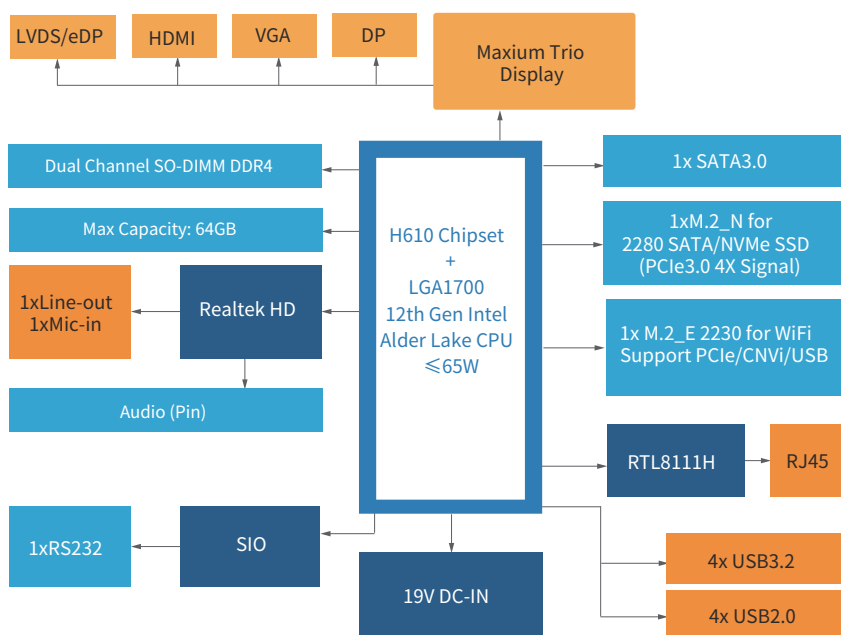 LVDS/eDP
HDMI
VGA
DP
Maxium Trio
Display
Dual Channel SO-DIMM DDR4
Max Capacity: 64GB
1xLine-out
1xMic-in
Realtek HD
Audio (Pin)
1xRS232
SIO
H610 Chipset
+
LGA1700
12th Gen Intel
Alder Lake CPU
≤65W
19V DC-IN
1x SATA3.0
1xM.2_N for
2280 SATA/NVMe SSD
(PCIe3.0 4X Signal)
1x M.2_E 2230 for WiFi
Support PCIe/CNVi/USB
RTL8111H
RJ45
4x USB3.2
4x USB2.0